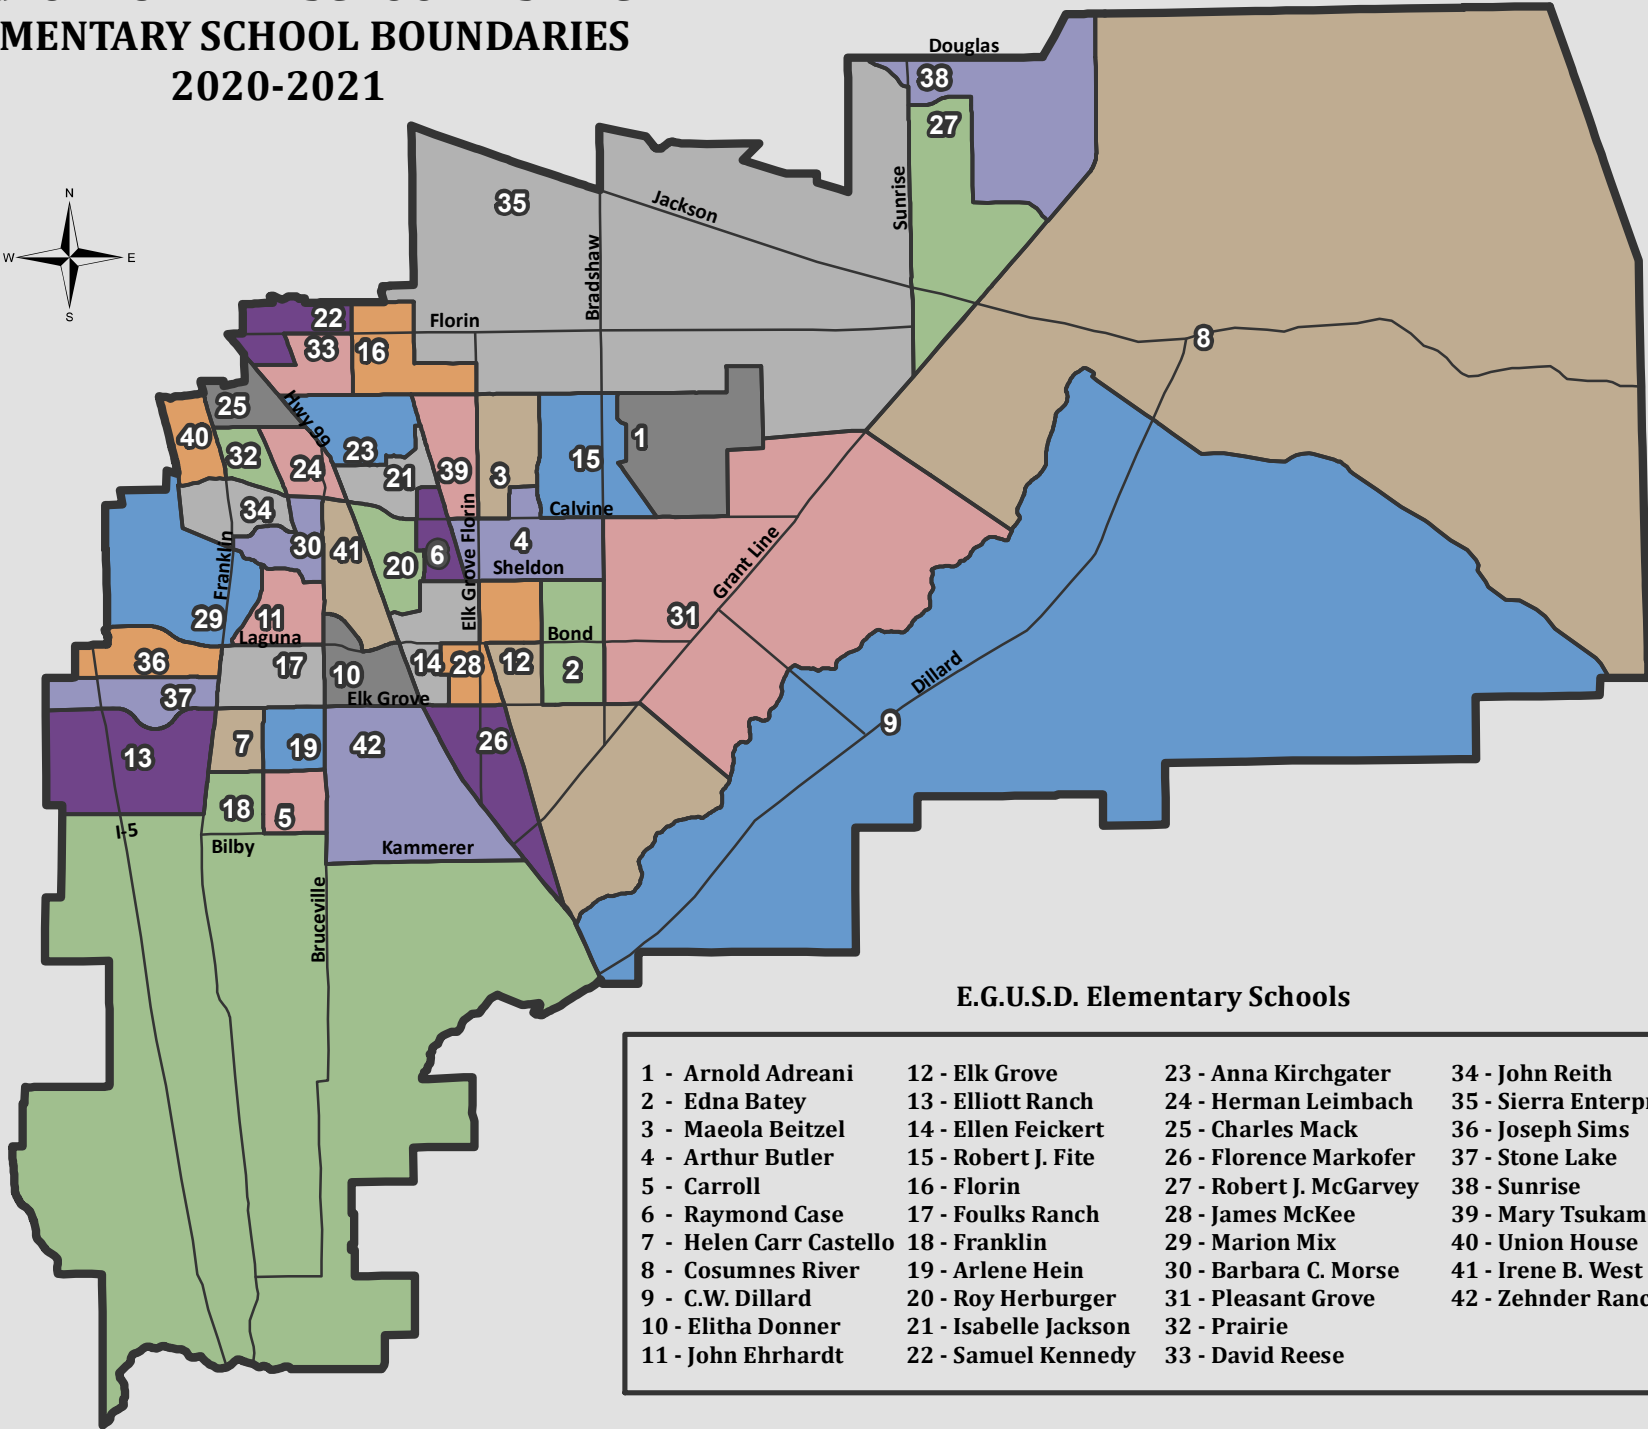 MENTARY SCHOOL BOUNDARIES
2020-2021
Douglas
38
27
N
W E
S
35
Jackson
Sunrise
Bradshaw
22
Florin
33
16
8
25
Hwy 99
40
32
24
23
21
39
3
15
1
34
Calvine
30
41
20
6
4
Sheldon
Franklin
Elk Grove Florin
Grant Line
29
11
Laguna
Bond
31
36
17
10
14
28
12
2
Dillard
37
Elk Grove
9
13
7
19
42
26
18
5
I-5
Bilby
Kammerer
Bruceville
E.G.U.S.D. Elementary Schools
1 - Arnold Adreani
2 - Edna Batey
3 - Maeola Beitzel
4 - Arthur Butler
5 - Carroll
6 - Raymond Case
7 - Helen Carr Castello
8 - Cosumnes River
9 - C.W. Dillard
10 - Elitha Donner
11 - John Ehrhardt
12 - Elk Grove
13 - Elliott Ranch
14 - Ellen Feickert
15 - Robert J. Fite
16 - Florin
17 - Foulks Ranch
18 - Franklin
19 - Arlene Hein
20 - Roy Herburger
21 - Isabelle Jackson
22 - Samuel Kennedy
23 - Anna Kirchgater
24 - Herman Leimbach
25 - Charles Mack
26 - Florence Markofer
27 - Robert J. McGarvey
28 - James McKee
29 - Marion Mix
30 - Barbara C. Morse
31 - Pleasant Grove
32 - Prairie
33 - David Reese
34 - John Reith
35 - Sierra Enterpr
36 - Joseph Sims
37 - Stone Lake
38 - Sunrise
39 - Mary Tsukam
40 - Union House
41 - Irene B. West
42 - Zehnder Ranc